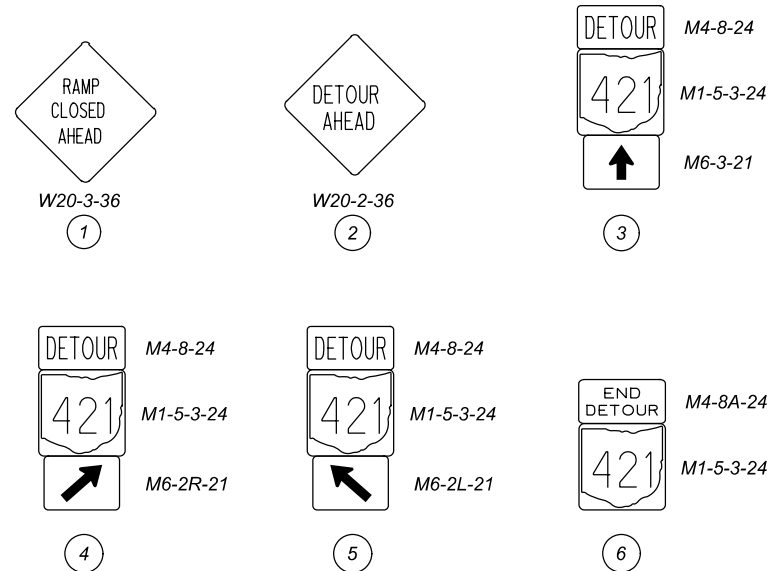 RAMP
CLOSED
AHEAD
W20-3-36
1
DETOUR
AHEAD
W20-2-36
2
DETOUR
M4-8-24
421
M1-5-3-24
M6-3-21
3
DETOUR
M4-8-24
421
M1-5-3-24
M6-2R-21
4
DETOUR
M4-8-24
421
M1-5-3-24
M6-2L-21
5
END
DETOUR
M4-8A-24
421
M1-5-3-24
6